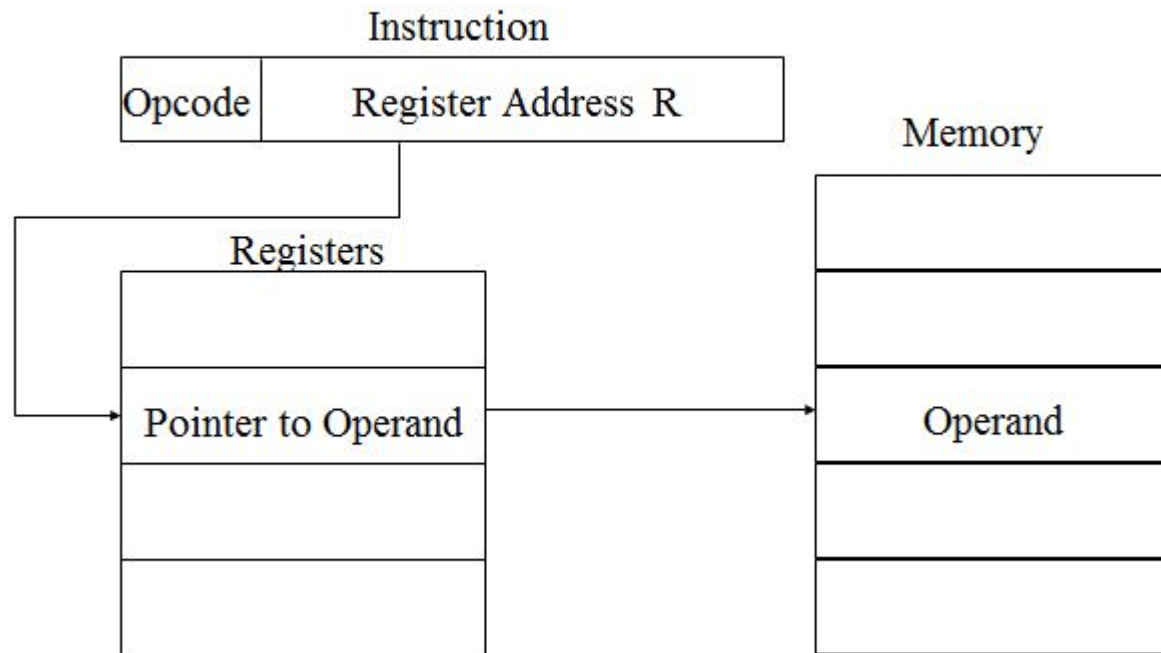 Instruction
Opcode
Register Address R
Memory
Registers
Pointer to Operand
Operand